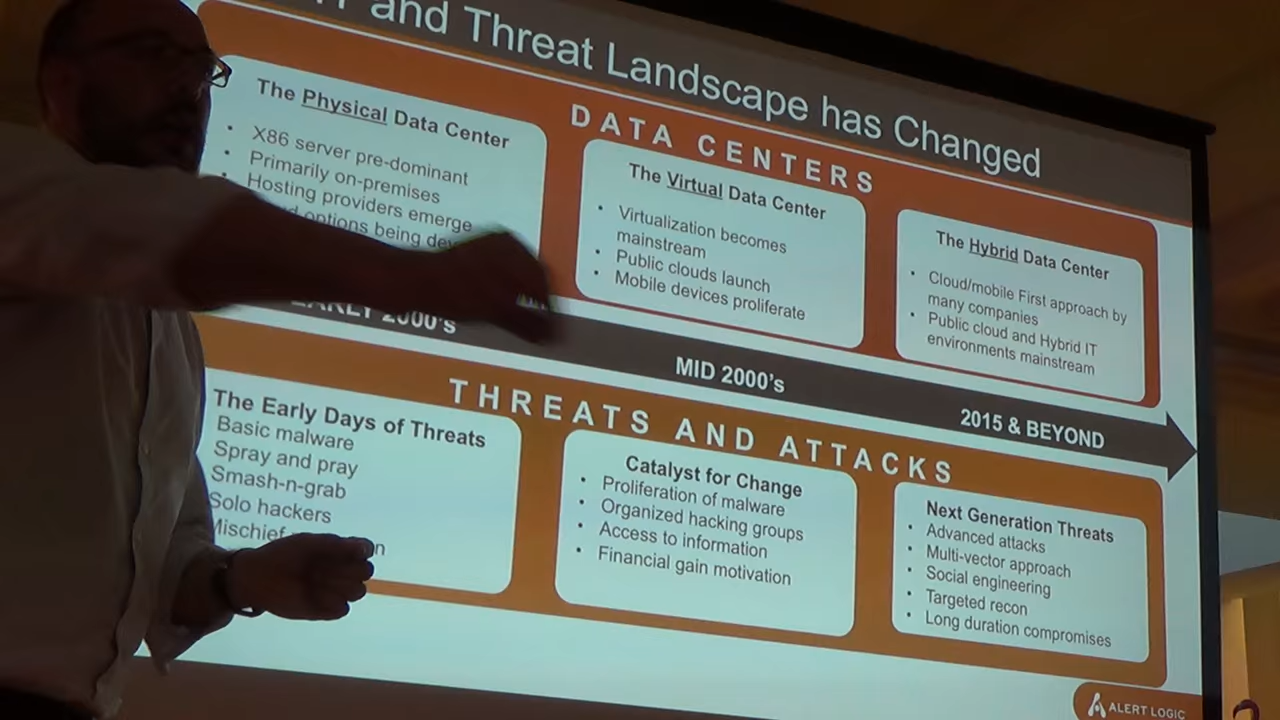 and Threat Landscape has Changed
DATA CENTERS
The Physical Data Center
• X86 server pre-dominant
• Primarily on-premises
• Hosting providers emerge
options being
The Virtual Data Center
• Virtualization becomes
mainstream
• Public clouds launch
• Mobile devices proliferate
The Hybrid Data Center
• Cloud/mobile First approach by
many companies
• Public cloud and Hybrid IT
environments mainstream
EARLY 2000's
MID 2000's
2015 & BEYOND
THREATS AND ATTACKS
The Early Days of Threats
Basic malware
Spray and pray
Smash-n-grab
Solo hackers
Mischief
Catalyst for Change
• Proliferation of malware
• Organized hacking groups
• Access to information
• Financial gain motivation
Next Generation Threats
• Advanced attacks
• Multi-vector approach
• Social engineering
• Targeted recon
• Long duration compromises
ALERT LOGIC